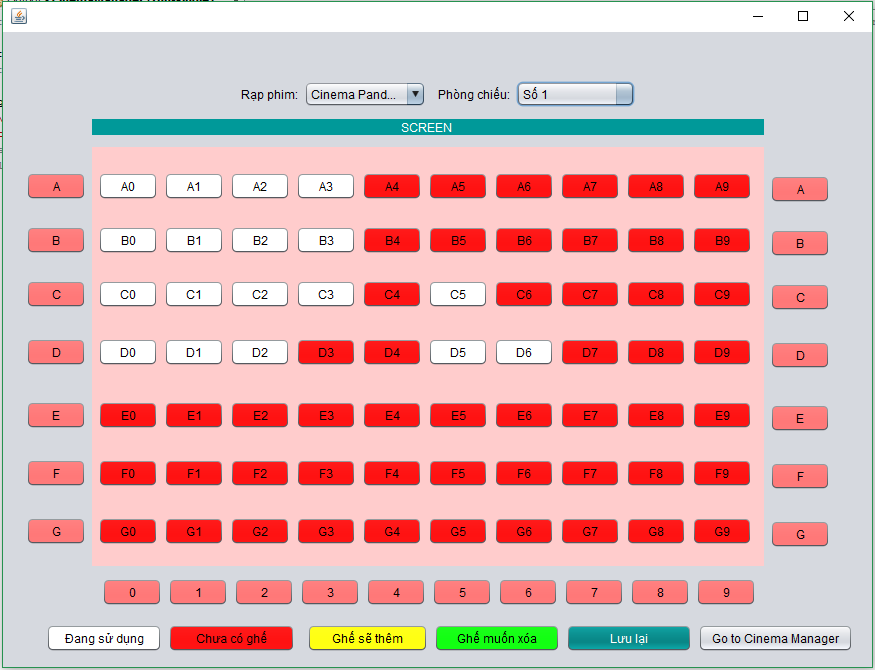 Rạp phim: Cinema Pand... Phòng chiếu: Số 1
SCREEN
A A0 A1 A2 A3 A4 A5 A6 A7 A8 A9 A
B B0 B1 B2 B3 B4 B5 B6 B7 B8 B9 B
C C0 C1 C2 C3 C4 C5 C6 C7 C8 C9 C
D D0 D1 D2 D3 D4 D5 D6 D7 D8 D9 D
E E0 E1 E2 E3 E4 E5 E6 E7 E8 E9 E
F F0 F1 F2 F3 F4 F5 F6 F7 F8 F9 F
G G0 G1 G2 G3 G4 G5 G6 G7 G8 G9 G
0 1 2 3 4 5 6 7 8 9
Đang sử dụng Chưa có ghế Ghế sẽ thêm Ghế muốn xóa Lưu lại Go to Cinema Manager